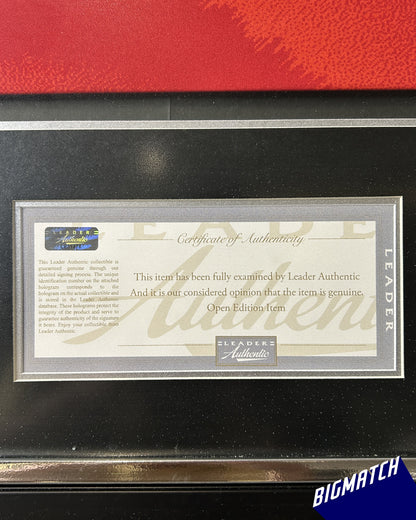 LEADER
Authentic
Certificate of Authenticity
This Leader Authentic collectible is
guaranteed genuine through our
detailed signing process. The unique
identification number on the attached
hologram corresponds to the
hologram on the actual collectible and
is stored in the Leader Authentic
database. These holograms protect the
integrity of the product and serve to
guarantee authenticity of the signature
it bears. Enjoy your collectible from
Leader Authentic.
This item has been fully examined by Leader Authentic
And it is our considered opinion that the item is genuine.
Open Edition Item
LEADER
Authentic
LEADER
Authentic
LEADER
BIGMATCH